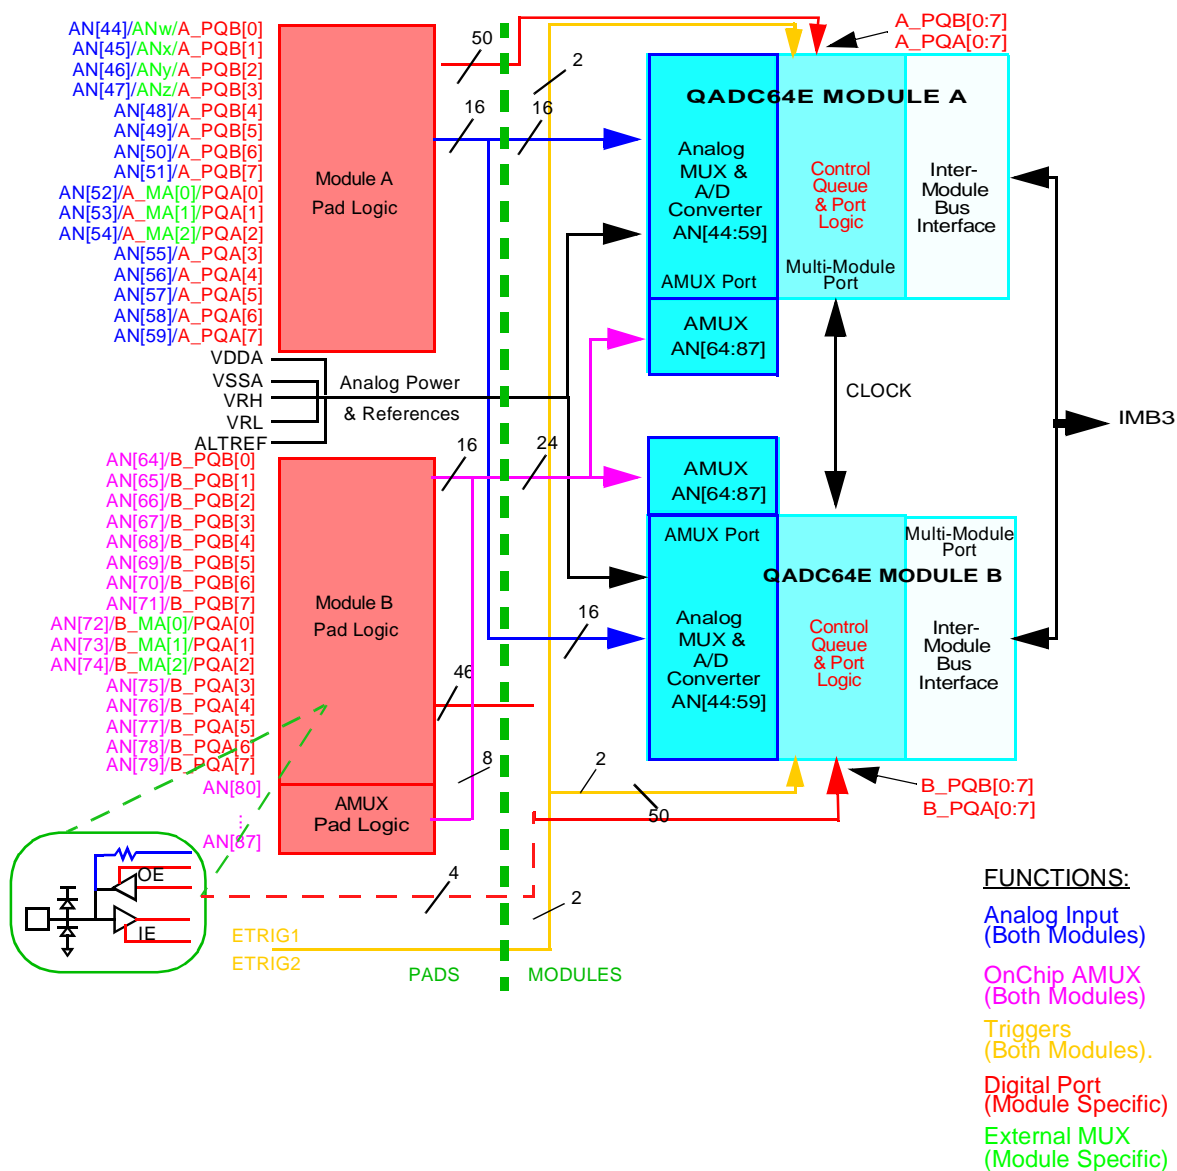 AN[44]/ANw/A_PQB[0]
AN[45]/ANx/A_PQB[1]
AN[46]/ANy/A_PQB[2]
AN[47]/ANz/A_PQB[3]
AN[48]/A_PQB[4]
AN[49]/A_PQB[5]
AN[50]/A_PQB[6]
AN[51]/A_PQB[7]
AN[52]/A_MA[0]/PQA[0]
AN[53]/A_MA[1]/PQA[1]
AN[54]/A_MA[2]/PQA[2]
AN[55]/A_PQA[3]
AN[56]/A_PQA[4]
AN[57]/A_PQA[5]
AN[58]/A_PQA[6]
AN[59]/A_PQA[7]
VDDA
VSSA
VRH
VRL
ALTREF
Analog Power
& References
Module A
Pad Logic
50
2
16
16
A_PQB[0:7]
A_PQA[0:7]
QADC64E MODULE A
Analog
MUX &
A/D
Converter
AN[44:59]
AMUX Port
Control
Queue
& Port
Logic
Multi-Module
Port
Inter-
Module
Bus
Interface
AMUX
AN[64:87]
CLOCK
IMB3
AN[64]/B_PQB[0]
AN[65]/B_PQB[1]
AN[66]/B_PQB[2]
AN[67]/B_PQB[3]
AN[68]/B_PQB[4]
AN[69]/B_PQB[5]
AN[70]/B_PQB[6]
AN[71]/B_PQB[7]
AN[72]/B_MA[0]/PQA[0]
AN[73]/B_MA[1]/PQA[1]
AN[74]/B_MA[2]/PQA[2]
AN[75]/B_PQA[3]
AN[76]/B_PQA[4]
AN[77]/B_PQA[5]
AN[78]/B_PQA[6]
AN[79]/B_PQA[7]
AN[80]
...
AN[87]
Module B
Pad Logic
AMUX
Pad Logic
16
24
46
8
16
2
50
4
2
AMUX
AN[64:87]
AMUX Port
Multi-Module
Port
QADC64E MODULE B
Analog
MUX &
A/D
Converter
AN[44:59]
Control
Queue
& Port
Logic
Inter-
Module
Bus
Interface
B_PQB[0:7]
B_PQA[0:7]
OE
IE
ETRIG1
ETRIG2
PADS
MODULES
FUNCTIONS:
Analog Input
(Both Modules)
OnChip AMUX
(Both Modules)
Triggers
(Both Modules).
Digital Port
(Module Specific)
External MUX
(Module Specific)